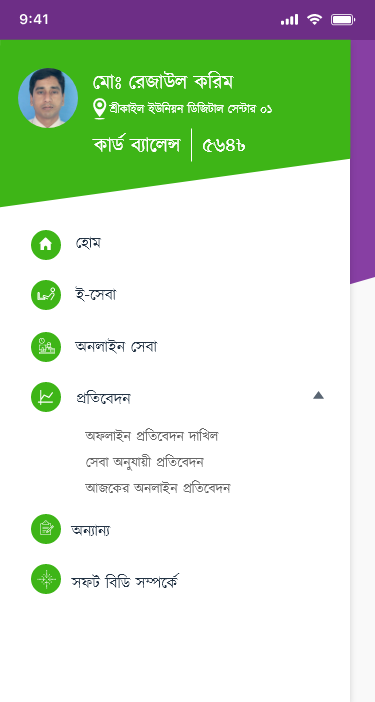 9:41
মোঃ রেজাউল করিম
শ্রীকাইল ইউনিয়ন ডিজিটাল সেন্টার ০১
কার্ড ব্যালেন্স | ৫৬৪৮
হোম
ই-সেবা
অনলাইন সেবা
প্রতিবেদন
অফলাইন প্রতিবেদন দাখিল
সেবা অনুযায়ী প্রতিবেদন
আজকের অনলাইন প্রতিবেদন
অন্যান্য
সফট বিডি সম্পর্কে